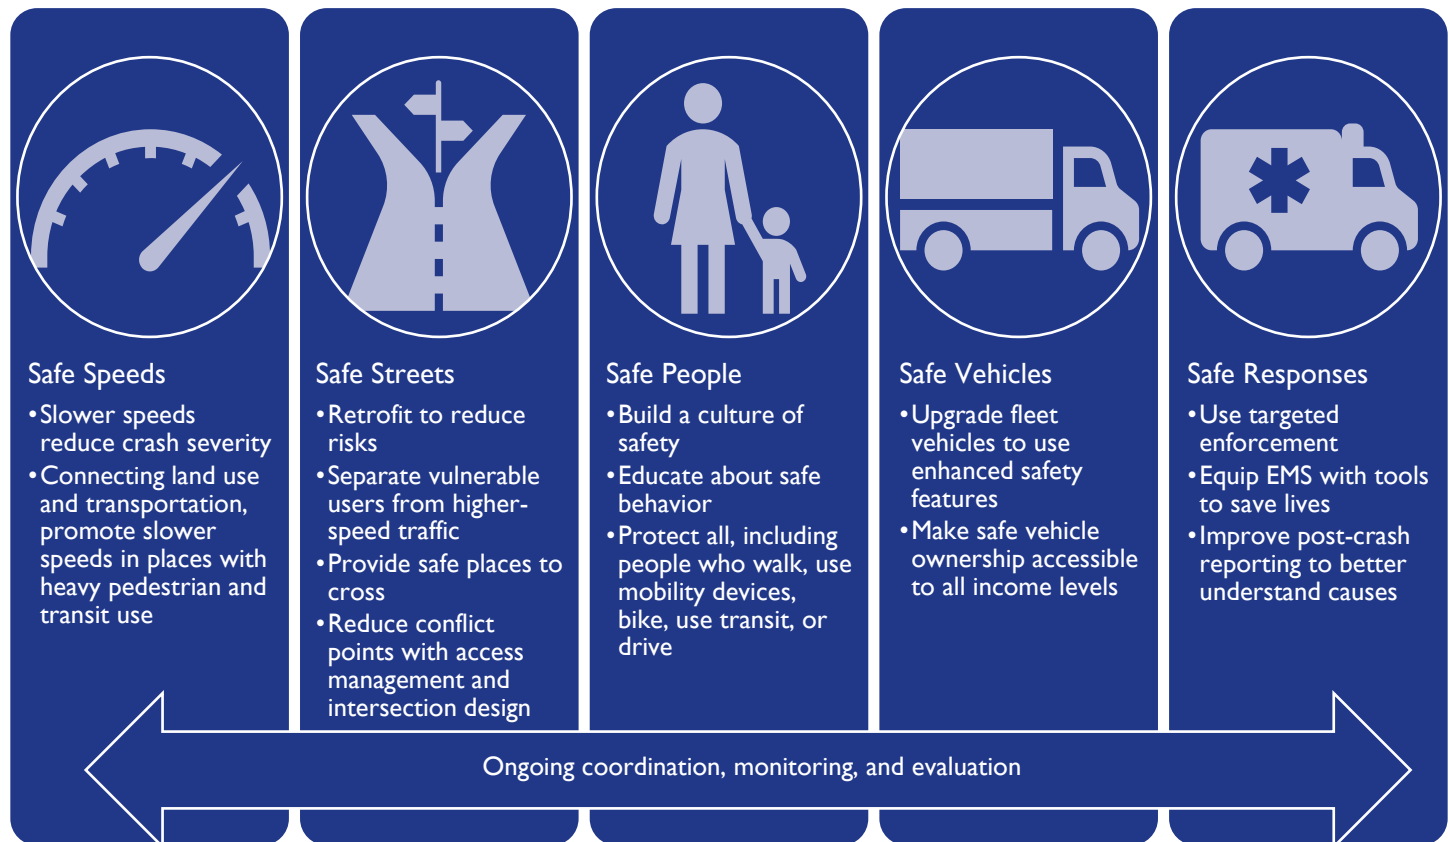 Safe Speeds
•Slower speeds
reduce crash severity
•Connecting land use
and transportation,
promote slower
speeds in places with
heavy pedestrian and
transit use
Safe Streets
•Retrofit to reduce
risks
•Separate vulnerable
users from higher-
speed traffic
•Provide safe places to
cross
•Reduce conflict
points with access
management and
intersection design
Safe People
•Build a culture of
safety
•Educate about safe
behavior
•Protect all, including
people who walk, use
mobility devices,
bike, use transit, or
drive
Safe Vehicles
•Upgrade fleet
vehicles to use
enhanced safety
features
•Make safe vehicle
ownership accessible
to all income levels
Safe Responses
•Use targeted
enforcement
•Equip EMS with tools
to save lives
•Improve post-crash
reporting to better
understand causes
Ongoing coordination, monitoring, and evaluation